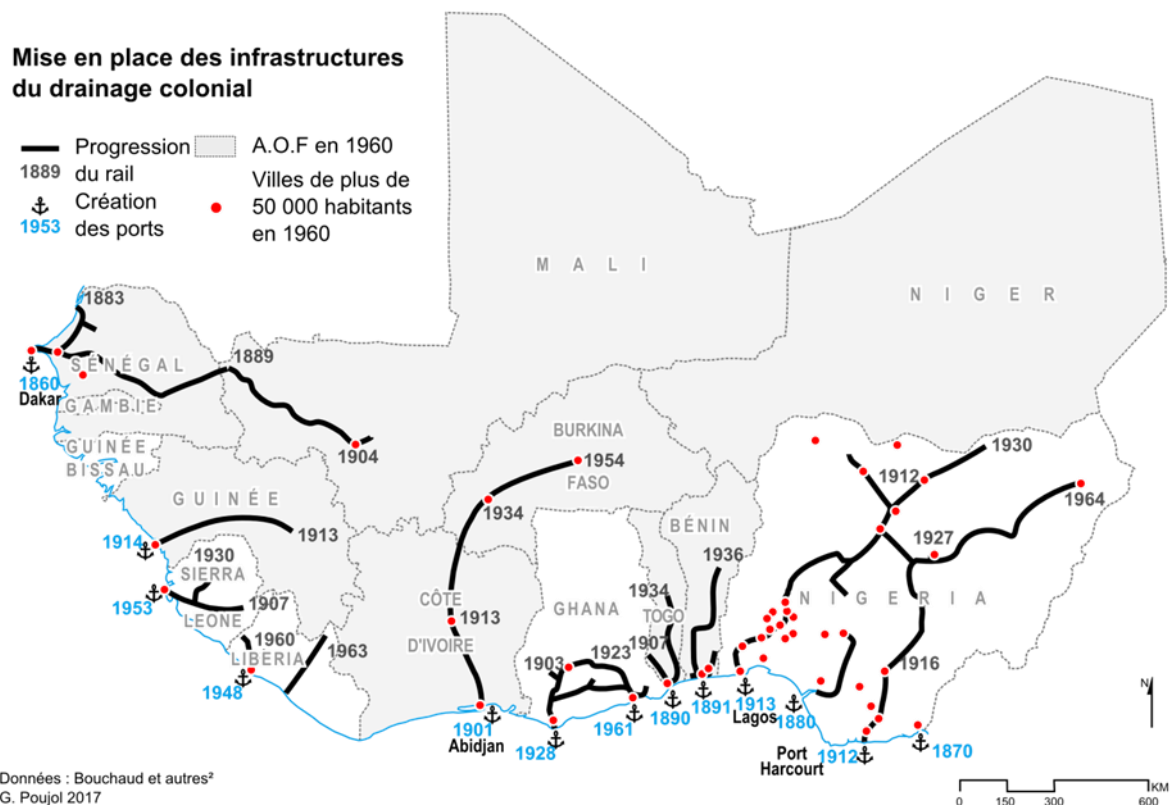 Mise en place des infrastructures
du drainage colonial
Progression
1889
du rail
Création
1953
des ports
A.O.F en 1960
Villes de plus de
50 000 habitants
en 1960
MALI
NIGER
1883
1889
SÉNÉGAL
1860
Dakar
GAMBIE
1904
GUINÉE
BISSAU
BURKINA
1954
FASO
1930
1912
1964
GUINÉE
1934
BÉNIN
1914
1913
1927
1936
1930
SIERRA
1953
1907
LEONE
CÔTE
1913
D'IVOIRE
GHANA
1934
TOGO
NIGERIA
1960
LIBERIA
1963
1903
1923
1907
1916
1948
1901
Abidjan
1928
1961
1890
1891
1913
Lagos
1880
Port
Harcourt
1912
1870
N
Données : Bouchaud et autres²
G. Poujol 2017
KM
0 150 300 600